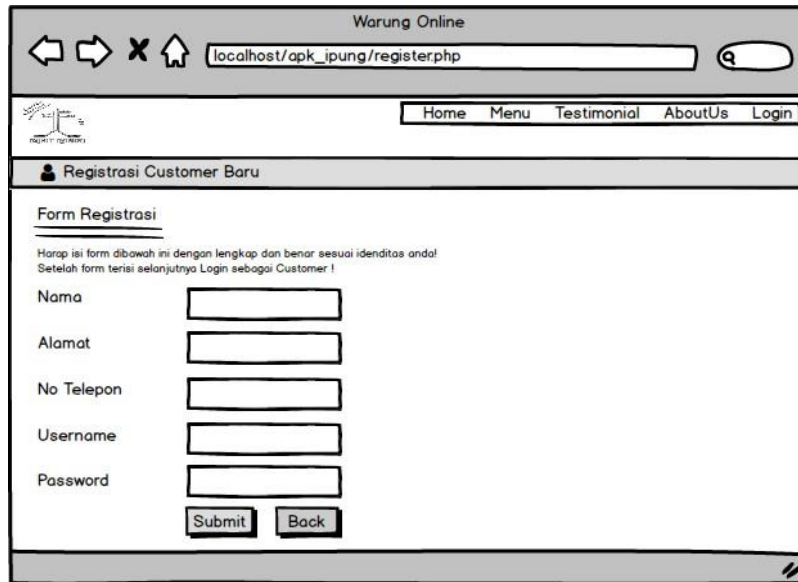 Warung Online
localhost/apk_ipung/register.php
Home Menu Testimonial AboutUs Login
Registrasi Customer Baru
Form Registrasi
Harap isi form dibawah ini dengan lengkap dan benar sesuai idenditas anda!
Setelah form terisi selanjutnya Login sebagai Customer !
Nama
Alamat
No Telepon
Username
Password
Submit Back